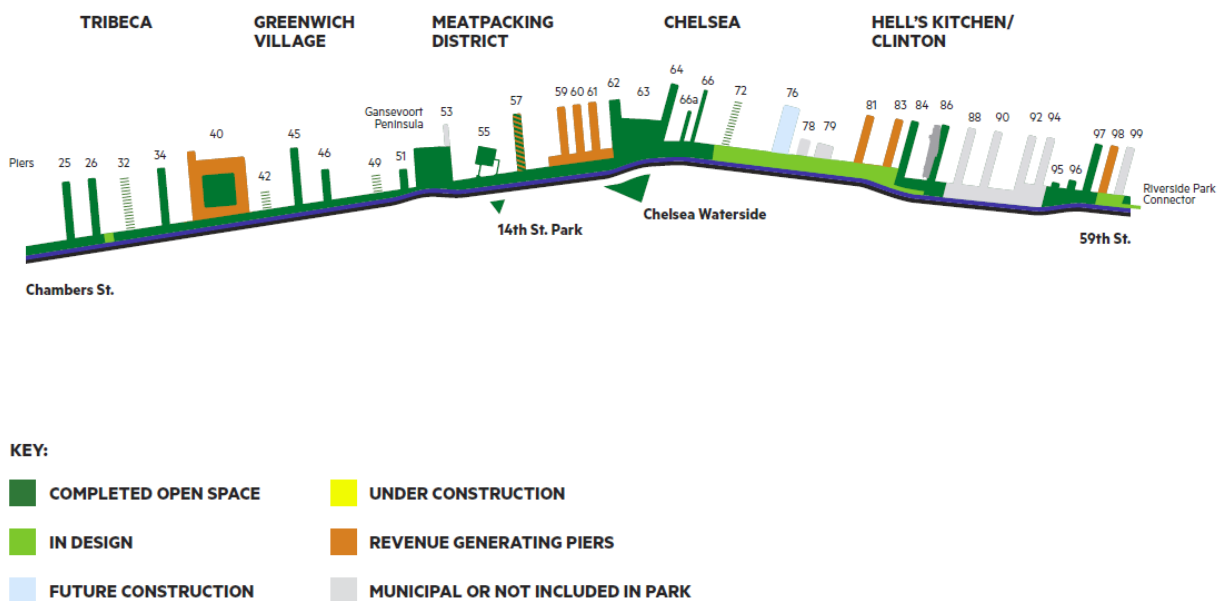 TRIBECA
GREENWICH
VILLAGE
MEATPACKING
DISTRICT
CHELSEA
HELL'S KITCHEN/
CLINTON
Piers
25
26
32
34
40
42
45
46
49
51
Gansevoort
Peninsula
53
55
57
59
60
61
62
63
64
66a
66
72
76
78
79
81
83
84
86
88
90
92
94
95
96
97
98
99
Riverside Park
Connector
14th St. Park
Chelsea Waterside
59th St.
Chambers St.
KEY:
COMPLETED OPEN SPACE
UNDER CONSTRUCTION
IN DESIGN
REVENUE GENERATING PIERS
FUTURE CONSTRUCTION
MUNICIPAL OR NOT INCLUDED IN PARK